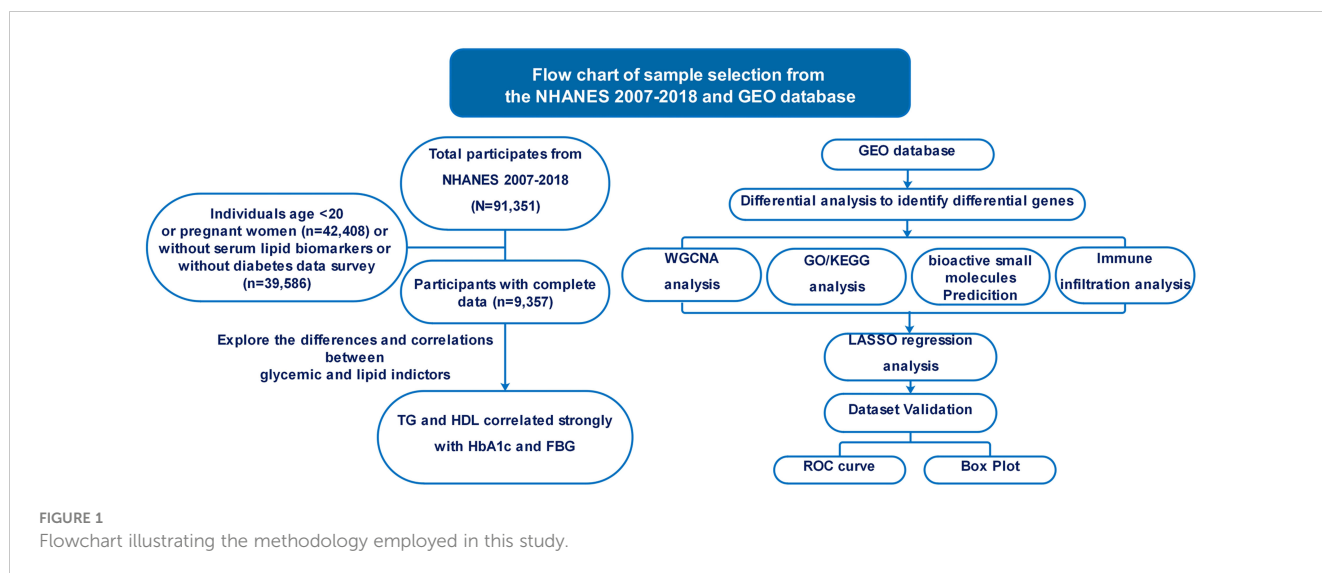 Flow chart of sample selection from
the NHANES 2007-2018 and GEO database
Total participates from
NHANES 2007-2018
(N=91,351)
Individuals age <20
or pregnant women (n=42,408) or
without serum lipid biomarkers or
without diabetes data survey
(n=39,586)
Participants with complete
data (n=9,357)
Explore the differences and correlations
between
glycemic and lipid indictors
TG and HDL correlated strongly
with HbA1c and FBG
GEO database
Differential analysis to identify differential genes
WGCNA
analysis
GO/KEGG
analysis
bioactive small
molecules
Predicition
Immune
infiltration analysis
LASSO regression
analysis
Dataset Validation
ROC curve
Box Plot
FIGURE 1
Flowchart illustrating the methodology employed in this study.